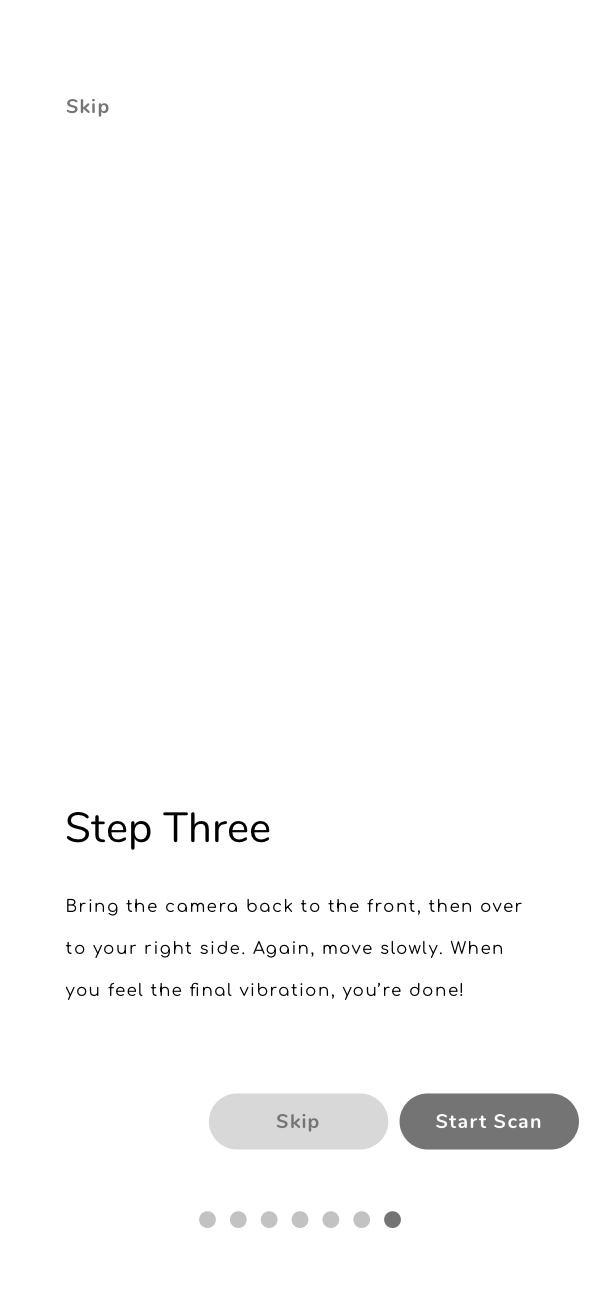 Skip
Step Three
Bring the camera back to the front, then over
to your right side. Again, move slowly. When
you feel the final vibration, you’re done!
Skip
Start Scan